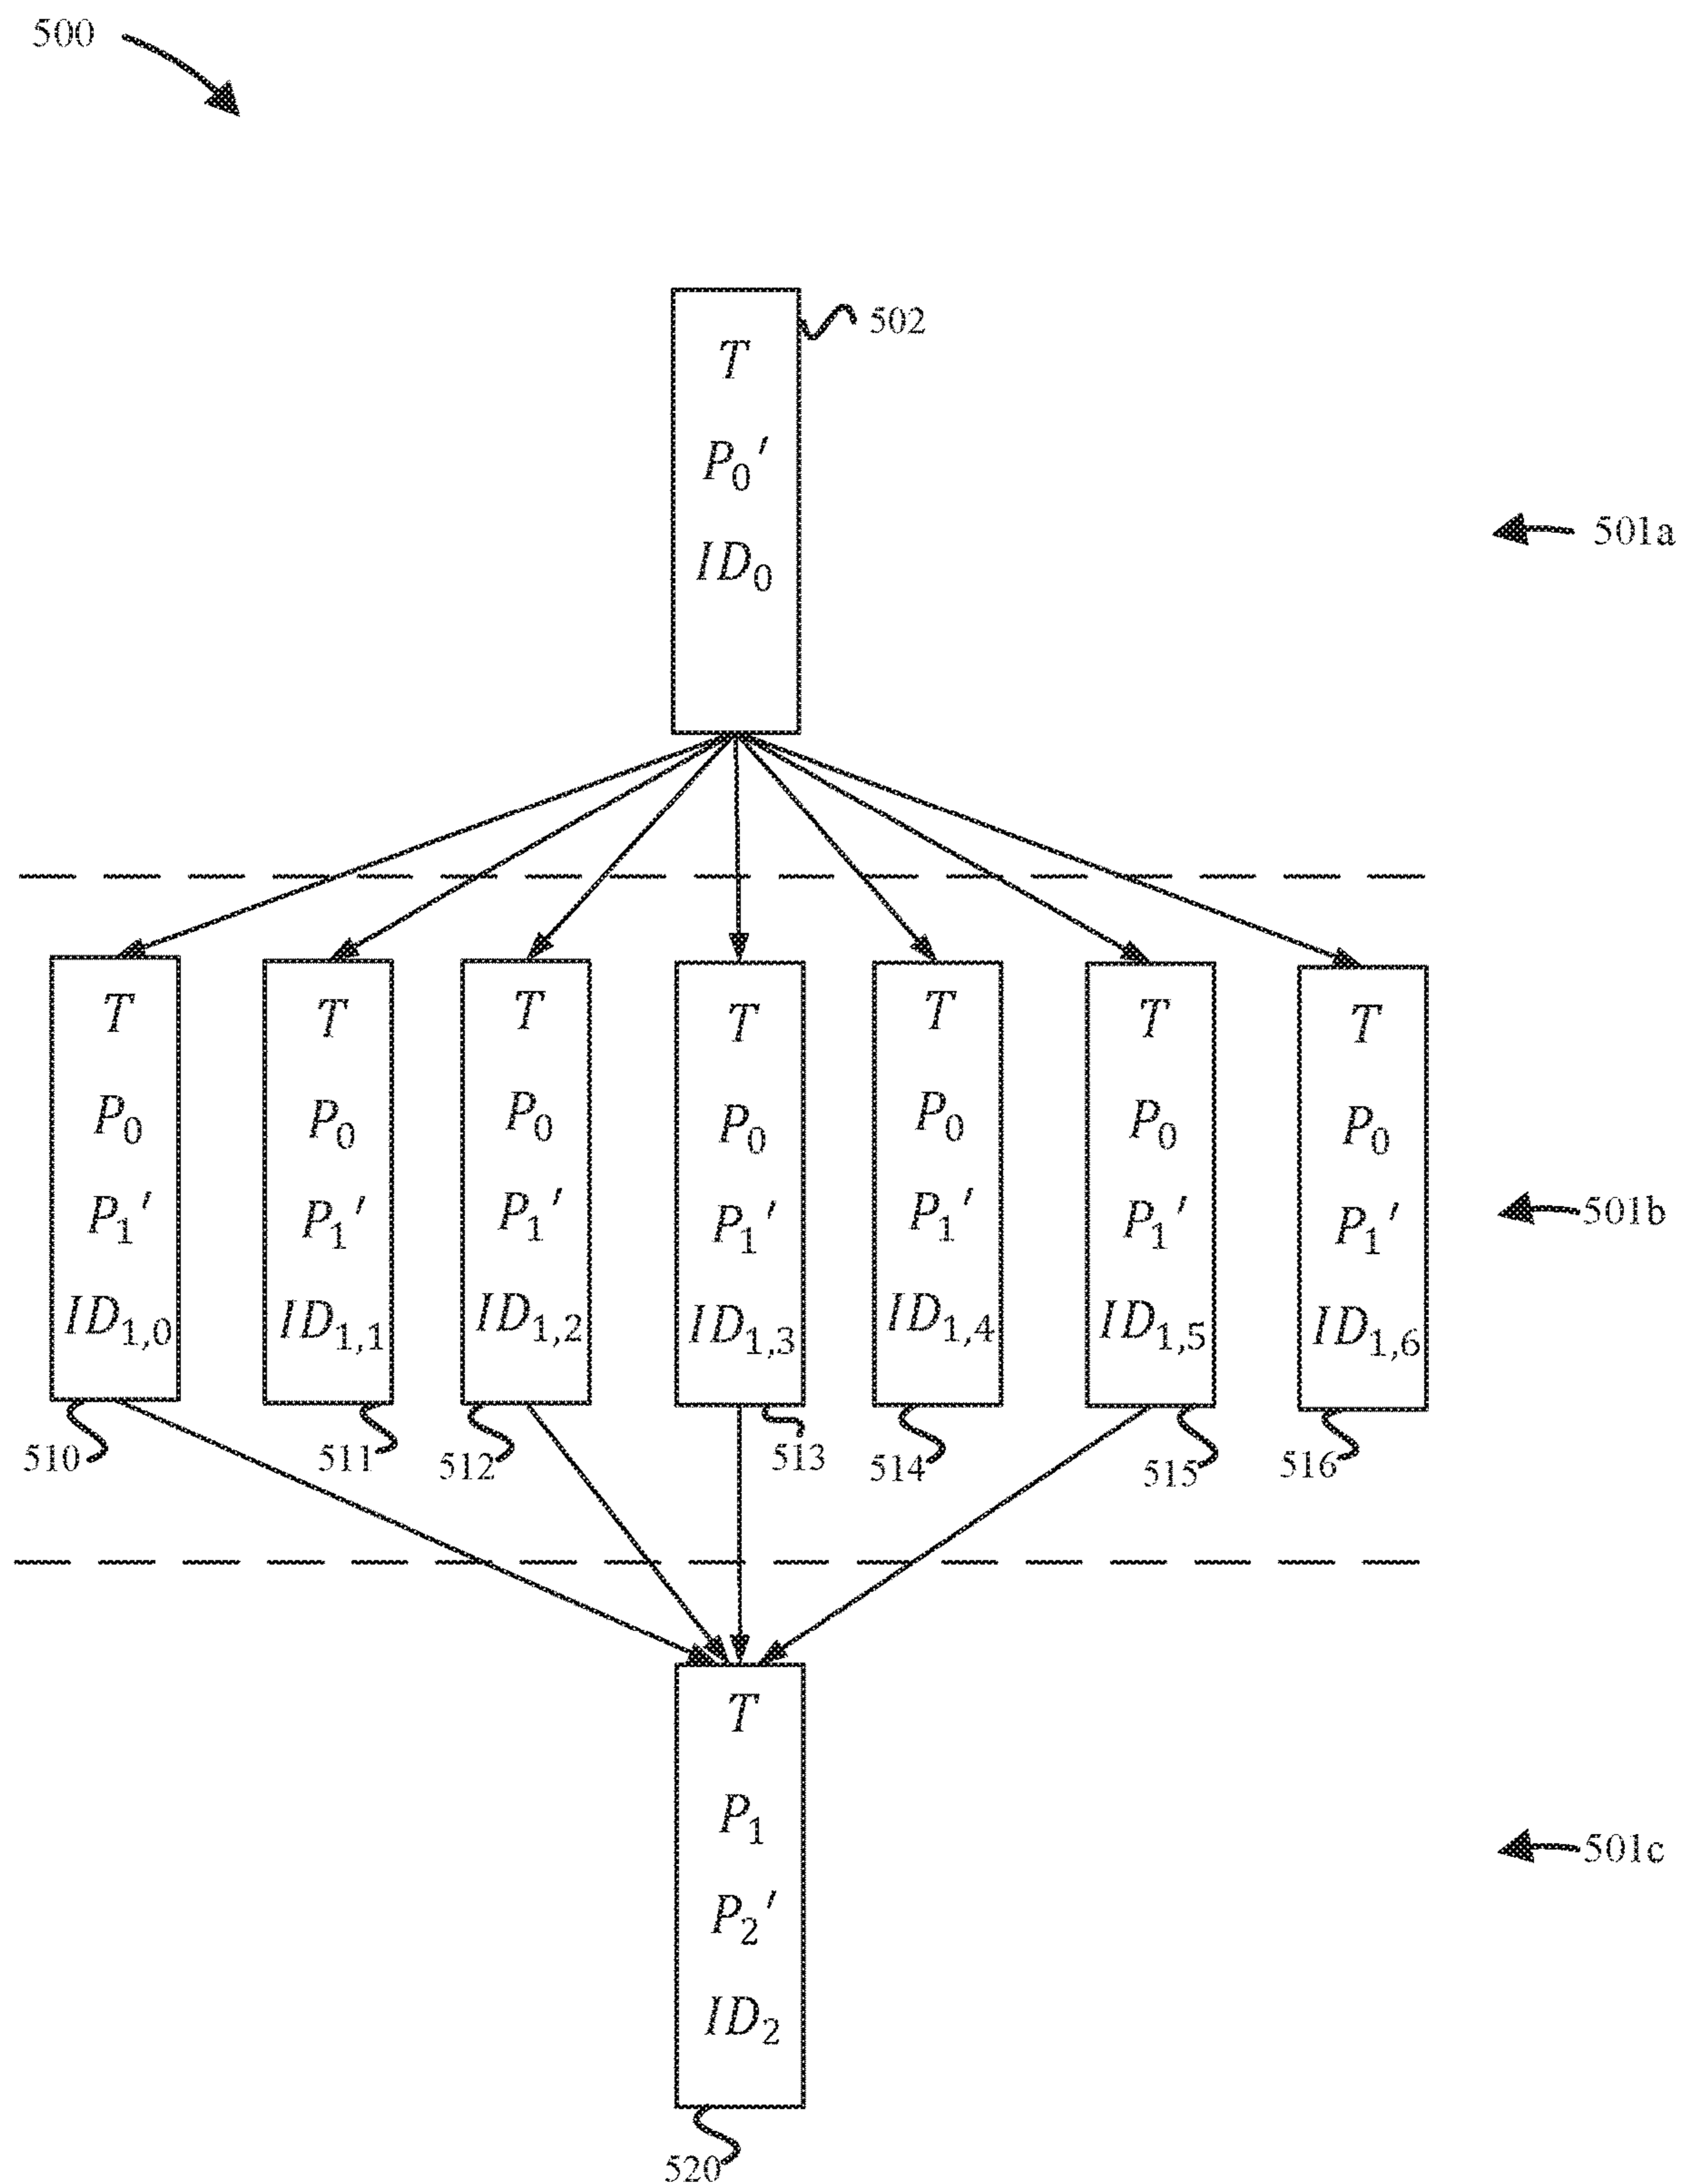 500
502
T
P₀′
ID₀
501a
T
P₀
P₁′
ID₁,₀
510
T
P₀
P₁′
ID₁,₁
511
T
P₀
P₁′
ID₁,₂
512
T
P₀
P₁′
ID₁,₃
513
T
P₀
P₁′
ID₁,₄
514
T
P₀
P₁′
ID₁,₅
515
T
P₀
P₁′
ID₁,₆
516
501b
T
P₁
P₂′
ID₂
520
501c